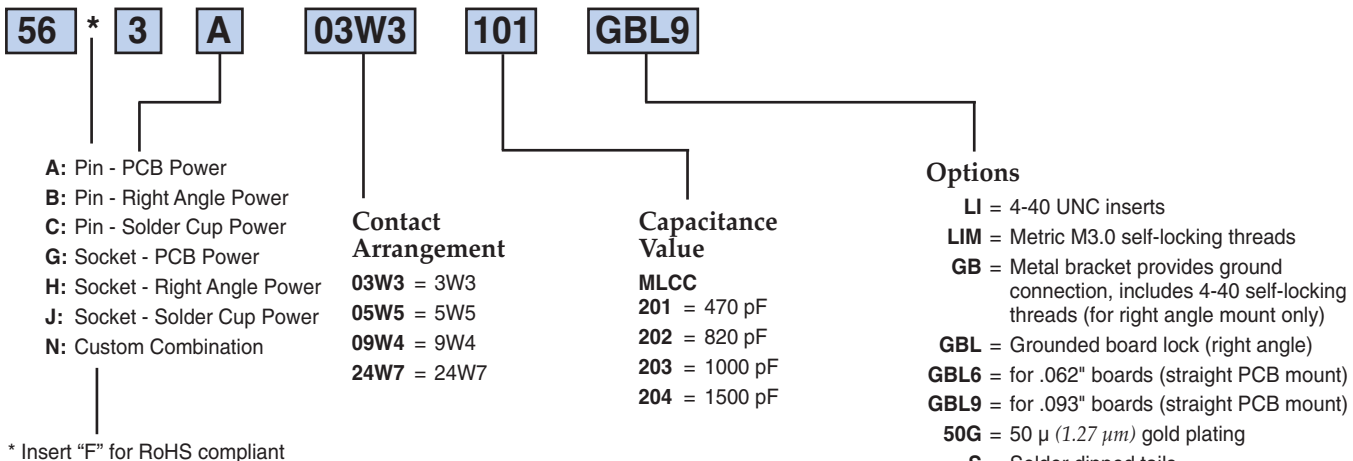 56 * 3 A 03W3 101 GBL9
A: Pin - PCB Power
B: Pin - Right Angle Power
C: Pin - Solder Cup Power
G: Socket - PCB Power
H: Socket - Right Angle Power
J: Socket - Solder Cup Power
N: Custom Combination
* Insert “F” for RoHS compliant
Contact
Arrangement
03W3 = 3W3
05W5 = 5W5
09W4 = 9W4
24W7 = 24W7
Capacitance
Value
MLCC
201 = 470 pF
202 = 820 pF
203 = 1000 pF
204 = 1500 pF
Options
LI = 4-40 UNC inserts
LIM = Metric M3.0 self-locking threads
GB = Metal bracket provides ground
connection, includes 4-40 self-locking
threads (for right angle mount only)
GBL = Grounded board lock (right angle)
GBL6 = for .062" boards (straight PCB mount)
GBL9 = for .093" boards (straight PCB mount)
50G = 50 µ (1.27 µm) gold plating
S = Solder dipped tails